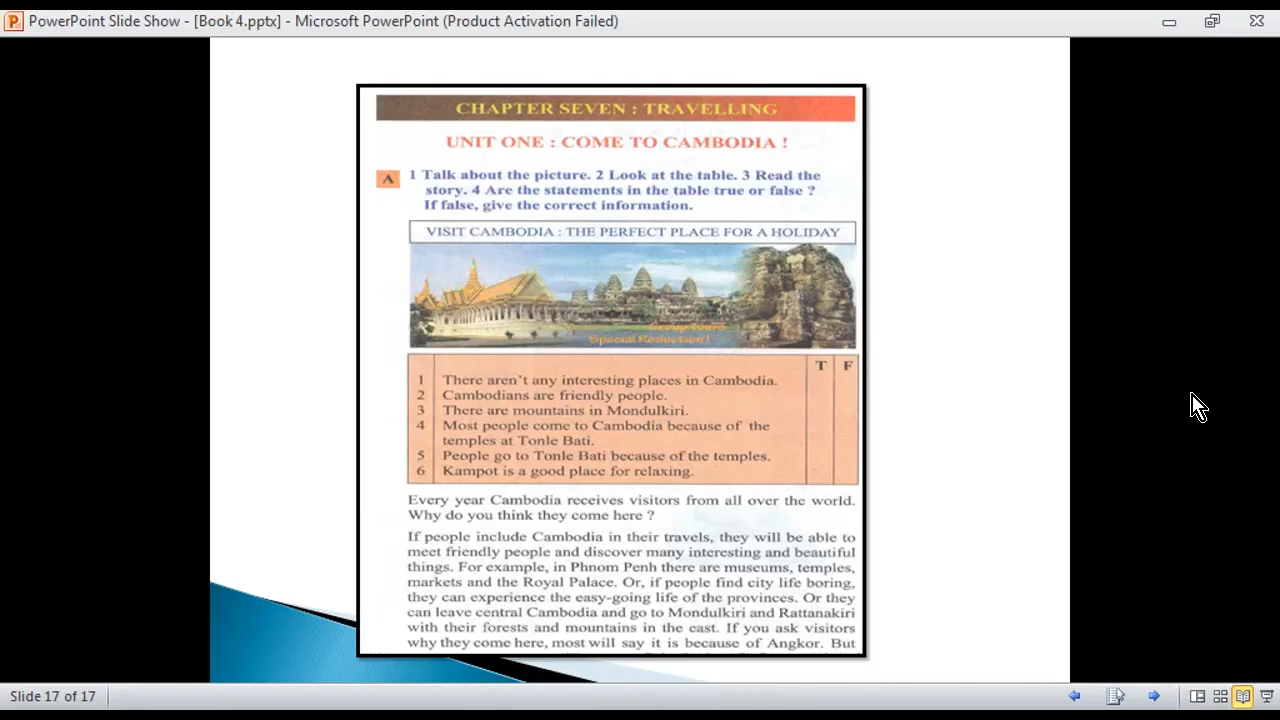 PowerPoint Slide Show - [Book 4.pptx] - Microsoft PowerPoint (Product Activation Failed)
CHAPTER SEVEN : TRAVELLING
UNIT ONE : COME TO CAMBODIA !
A
1 Talk about the picture. 2 Look at the table. 3 Read the
story. 4 Are the statements in the table true or false ?
If false, give the correct information.
VISIT CAMBODIA : THE PERFECT PLACE FOR A HOLIDAY
Group Tours
Special Reduction !
T F
1 There aren't any interesting places in Cambodia.
2 Cambodians are friendly people.
3 There are mountains in Mondulkiri.
4 Most people come to Cambodia because of the
temples at Tonle Bati.
5 People go to Tonle Bati because of the temples.
6 Kampot is a good place for relaxing.
Every year Cambodia receives visitors from all over the world.
Why do you think they come here ?
If people include Cambodia in their travels, they will be able to
meet friendly people and discover many interesting and beautiful
things. For example, in Phnom Penh there are museums, temples,
markets and the Royal Palace. Or, if people find city life boring,
they can experience the easy-going life of the provinces. Or they
can leave central Cambodia and go to Mondulkiri and Rattanakiri
with their forests and mountains in the east. If you ask visitors
why they come here, most will say it is because of Angkor. But
Slide 17 of 17